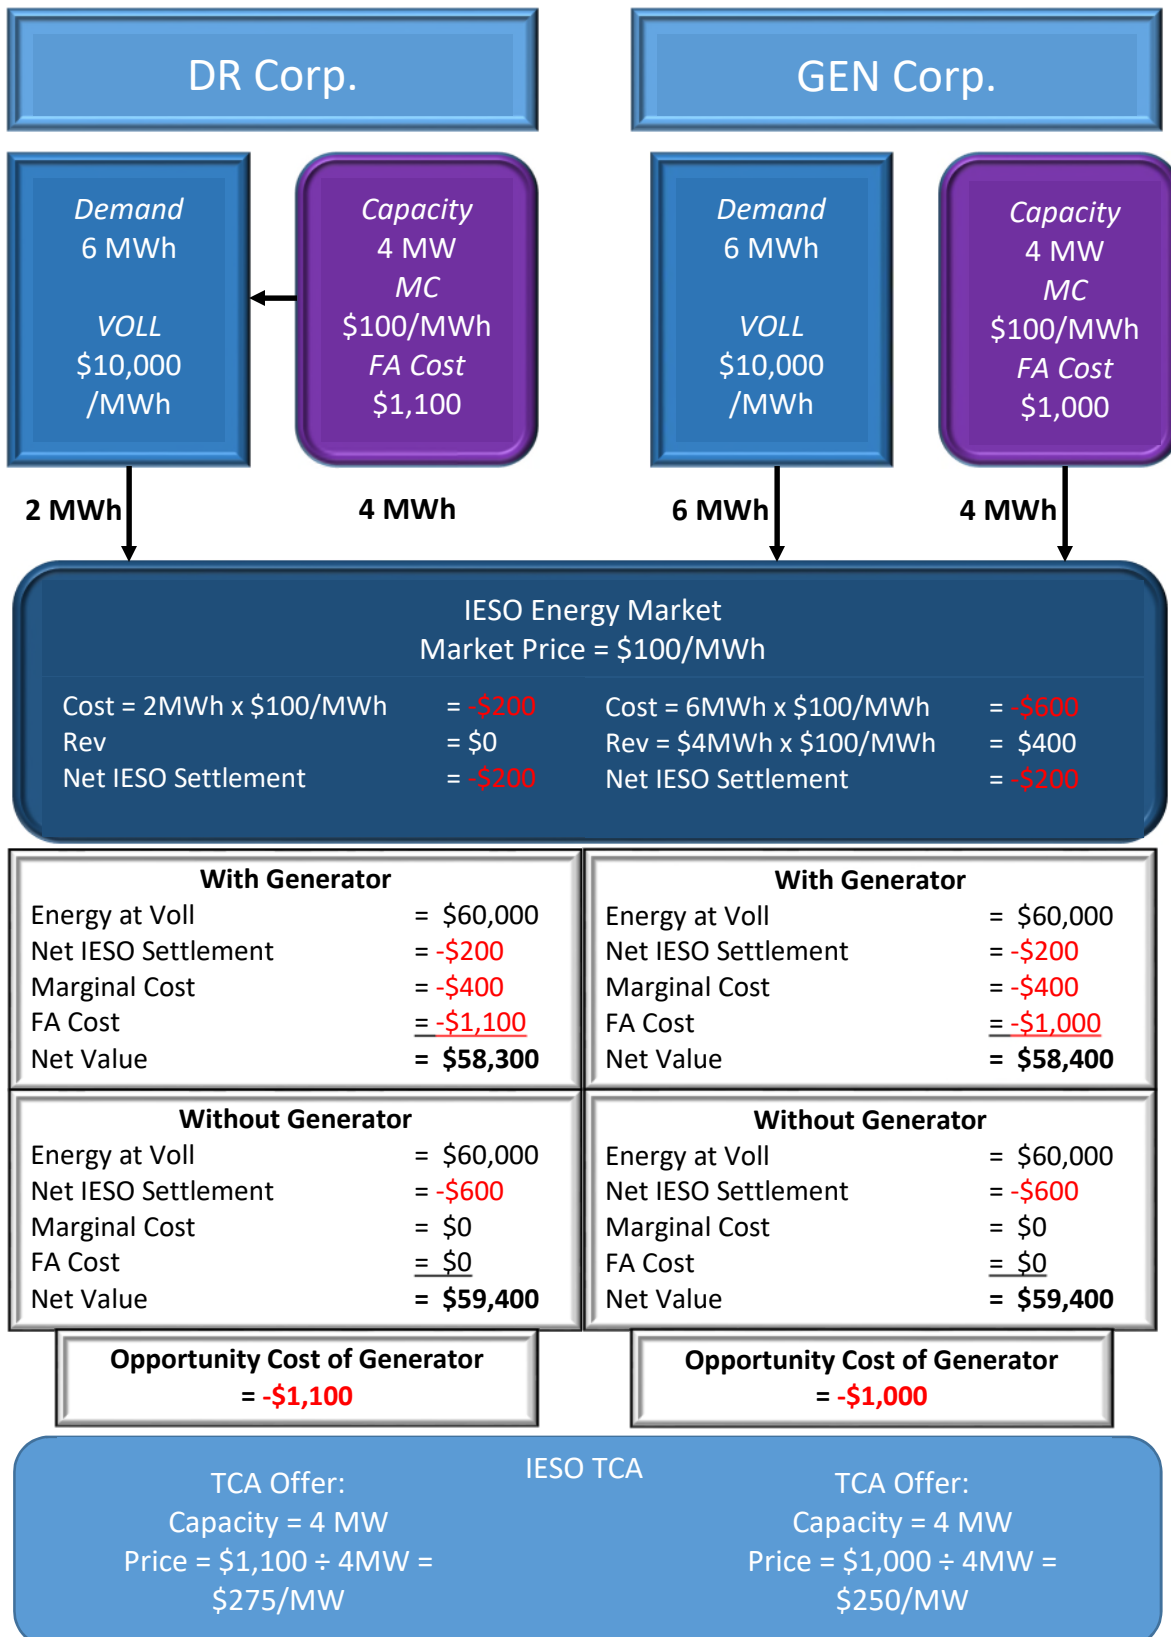 DR Corp.
GEN Corp.
Demand
6 MWh
VOLL
$10,000
/MWh
Capacity
4 MW
MC
$100/MWh
FA Cost
$1,100
Demand
6 MWh
VOLL
$10,000
/MWh
Capacity
4 MW
MC
$100/MWh
FA Cost
$1,000
2 MWh
4 MWh
6 MWh
4 MWh
IESO Energy Market
Market Price = $100/MWh
Cost = 2MWh x $100/MWh = -$200
Rev = $0
Net IESO Settlement = -$200
Cost = 6MWh x $100/MWh = -$600
Rev = $4MWh x $100/MWh = $400
Net IESO Settlement = -$200
With Generator
Energy at Voll = $60,000
Net IESO Settlement = -$200
Marginal Cost = -$400
FA Cost = -$1,100
Net Value = $58,300
With Generator
Energy at Voll = $60,000
Net IESO Settlement = -$200
Marginal Cost = -$400
FA Cost = -$1,000
Net Value = $58,400
Without Generator
Energy at Voll = $60,000
Net IESO Settlement = -$600
Marginal Cost = $0
FA Cost = $0
Net Value = $59,400
Without Generator
Energy at Voll = $60,000
Net IESO Settlement = -$600
Marginal Cost = $0
FA Cost = $0
Net Value = $59,400
Opportunity Cost of Generator
= -$1,100
Opportunity Cost of Generator
= -$1,000
IESO TCA
TCA Offer:
Capacity = 4 MW
Price = $1,100 ÷ 4MW =
$275/MW
TCA Offer:
Capacity = 4 MW
Price = $1,000 ÷ 4MW =
$250/MW